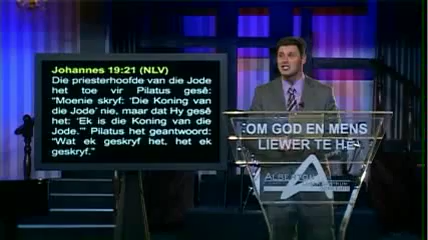 Johannes 19:21 (NLV)
Die priesterhoofde van die Jode
het toe vir Pilatus gesê:
“Moenie skryf: ‘Die Koning van
die Jode’ nie, maar dat Hy gesê
het: ‘Ek is die Koning van die
Jode.’” Pilatus het geantwoord:
“Wat ek geskryf het, het ek
geskryf.”
OM GOD EN MENS
LIEWER TE HÊ